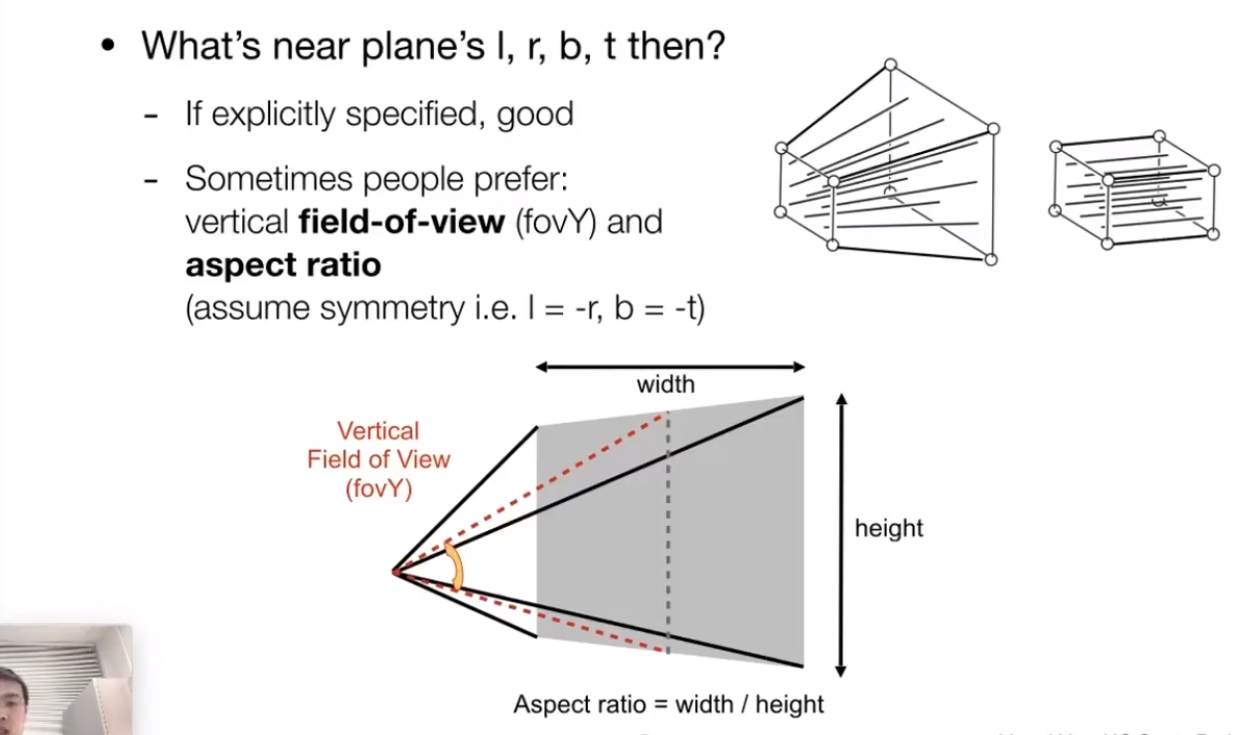 • What's near plane's l, r, b, t then?
- If explicitly specified, good
- Sometimes people prefer:
vertical field-of-view (fovY) and
aspect ratio
(assume symmetry i.e. l = -r, b = -t)
width
Vertical
Field of View
(fovY)
height
Aspect ratio = width / height